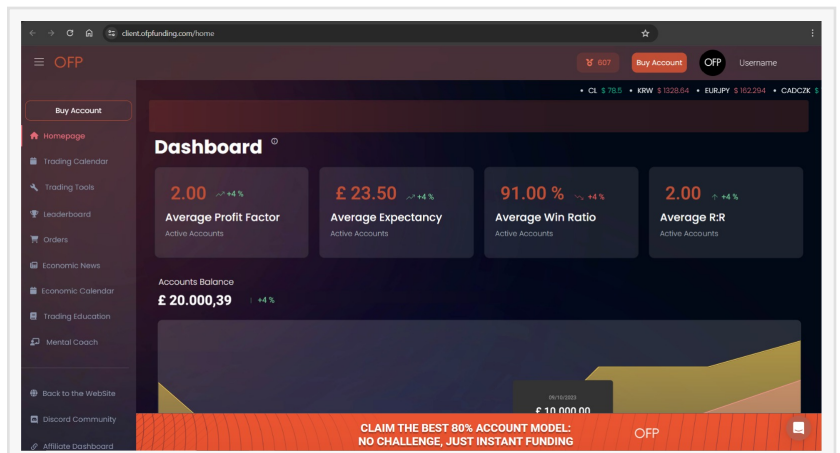 client.ofpfunding.com/home
OFP
607
Buy Account
OFP
Username
• CL $ 78.5 • KRW $ 1328.64 • EURJPY $ 162.294 • CADCZK $
Buy Account
Homepage
Trading Calendar
Trading Tools
Leaderboard
Orders
Economic News
Economic Calendar
Trading Education
Mental Coach
Back to the WebSite
Discord Community
Affiliate Dashboard
Dashboard
2.00 +4 %
Average Profit Factor
Active Accounts
£ 23.50 +4 %
Average Expectancy
Active Accounts
91.00 % +4 %
Average Win Ratio
Active Accounts
2.00 +4 %
Average R:R
Active Accounts
Accounts Balance
£ 20.000,39 +4 %
09/10/2023
£ 10,000.00
CLAIM THE BEST 80% ACCOUNT MODEL:
NO CHALLENGE, JUST INSTANT FUNDING
OFP